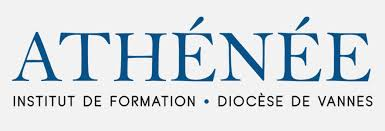 ATHÉNÉE
INSTITUT DE FORMATION • DIOCÈSE DE VANNES